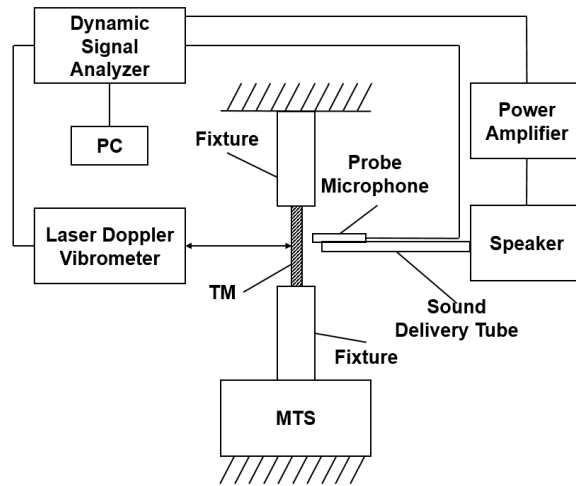 Dynamic
Signal
Analyzer
PC
Fixture
Probe
Microphone
Power
Amplifier
Laser Doppler
Vibrometer
Speaker
TM
Sound
Delivery Tube
Fixture
MTS